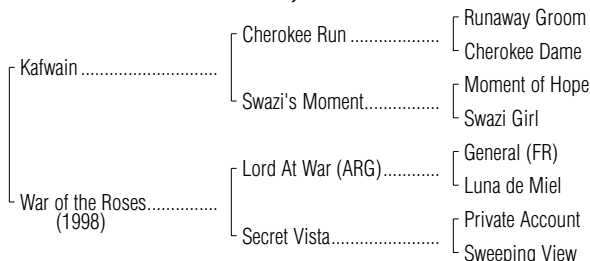 Runaway Groom
Cherokee Run ...................
Cherokee Dame
Kafwain .............................
Moment of Hope
Swazi's Moment................
Swazi Girl
General (FR)
Lord At War (ARG)............
Luna de Miel
War of the Roses...............
(1998)
Private Account
Secret Vista.......................
Sweeping View